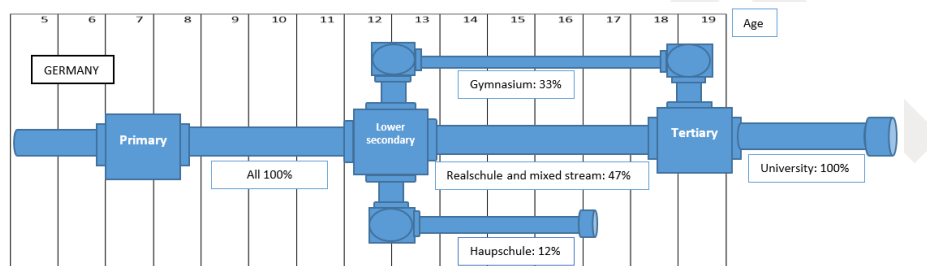 5 6 7 8 9 10 11 12 13 14 15 16 17 18 19 Age
GERMANY
Gymnasium: 33%
Primary
Lower
secondary
Tertiary
All 100%
Realschule and mixed stream: 47%
University: 100%
Haupschule: 12%